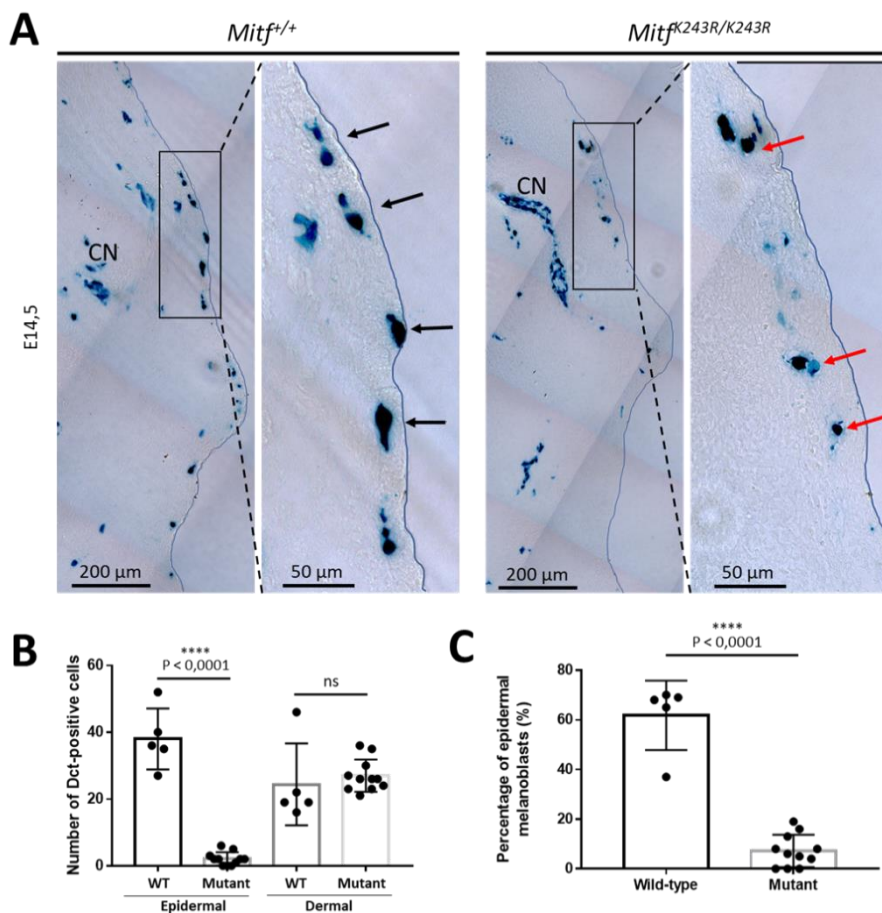 A
Mitf+/+
MitfK243R/K243R
E14,5
CN
200 µm
50 µm
CN
200 µm
50 µm
B
Number of Dct-positive cells
60
40
20
0
****
P < 0,0001
ns
WT Mutant WT Mutant
Epidermal Dermal
C
Percentage of epidermal
melanoblasts (%)
80
60
40
20
0
****
P < 0,0001
Wild-type Mutant